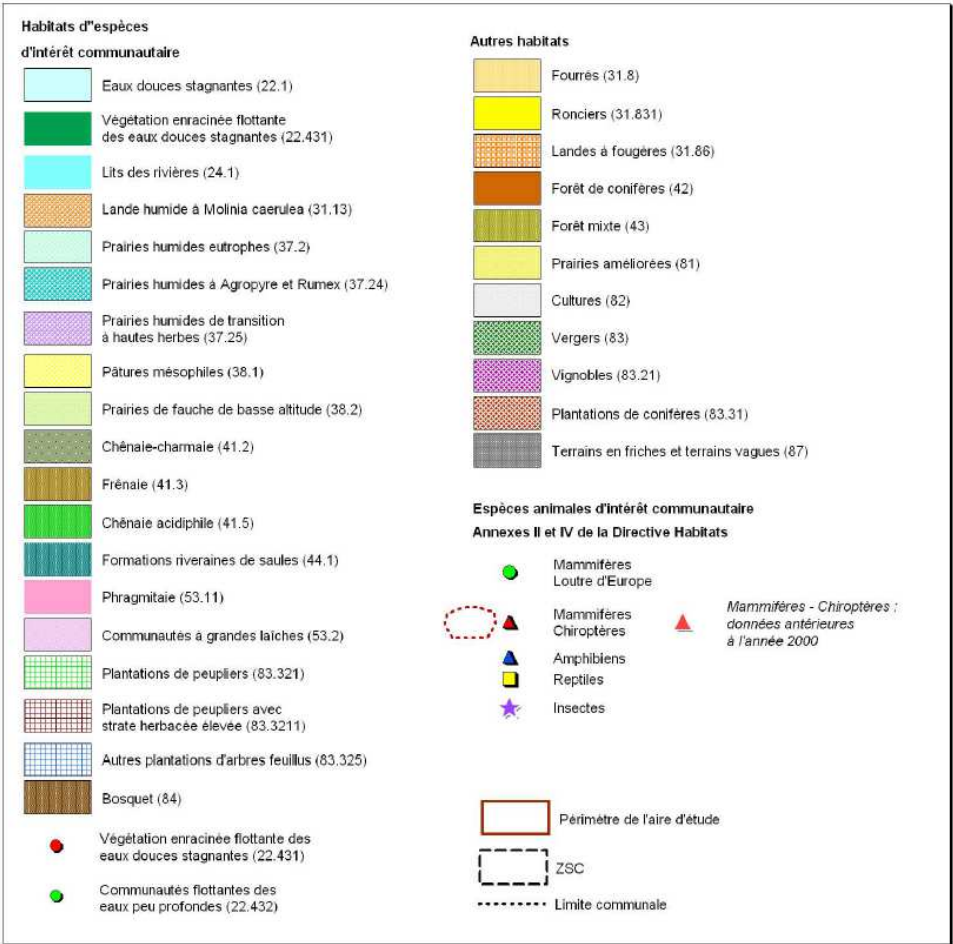 Habitats d"espèces
d'intérêt communautaire
Eaux douces stagnantes (22.1)
Végétation enracinée flottante
des eaux douces stagnantes (22.431)
Lits des rivières (24.1)
Lande humide à Molinia caerulea (31.13)
Prairies humides eutrophes (37.2)
Prairies humides à Agropyre et Rumex (37.24)
Prairies humides de transition
à hautes herbes (37.25)
Pâtures mésophiles (38.1)
Prairies de fauche de basse altitude (38.2)
Chênaie-charmaie (41.2)
Frênaie (41.3)
Chênaie acidiphile (41.5)
Formations riveraines de saules (44.1)
Phragmitaie (53.11)
Communautés à grandes laîches (53.2)
Plantations de peupliers (83.321)
Plantations de peupliers avec
strate herbacée élevée (83.3211)
Autres plantations d'arbres feuillus (83.325)
Bosquet (84)
Végétation enracinée flottante des
eaux douces stagnantes (22.431)
Communautés flottantes des
eaux peu profondes (22.432)
Autres habitats
Fourrés (31.8)
Ronciers (31.831)
Landes à fougères (31.86)
Forêt de conifères (42)
Forêt mixte (43)
Prairies améliorées (81)
Cultures (82)
Vergers (83)
Vignobles (83.21)
Plantations de conifères (83.31)
Terrains en friches et terrains vagues (87)
Espèces animales d'intérêt communautaire
Annexes II et IV de la Directive Habitats
Mammifères
Loutre d'Europe
Mammifères
Chiroptères
Mammifères - Chiroptères :
données antérieures
à l'année 2000
Amphibiens
Reptiles
Insectes
Périmètre de l'aire d'étude
ZSC
Limite communale